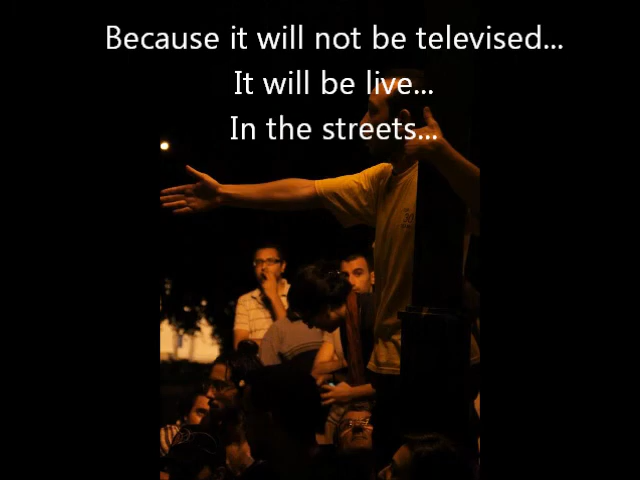 Because it will not be televised...
It will be live...
In the streets...